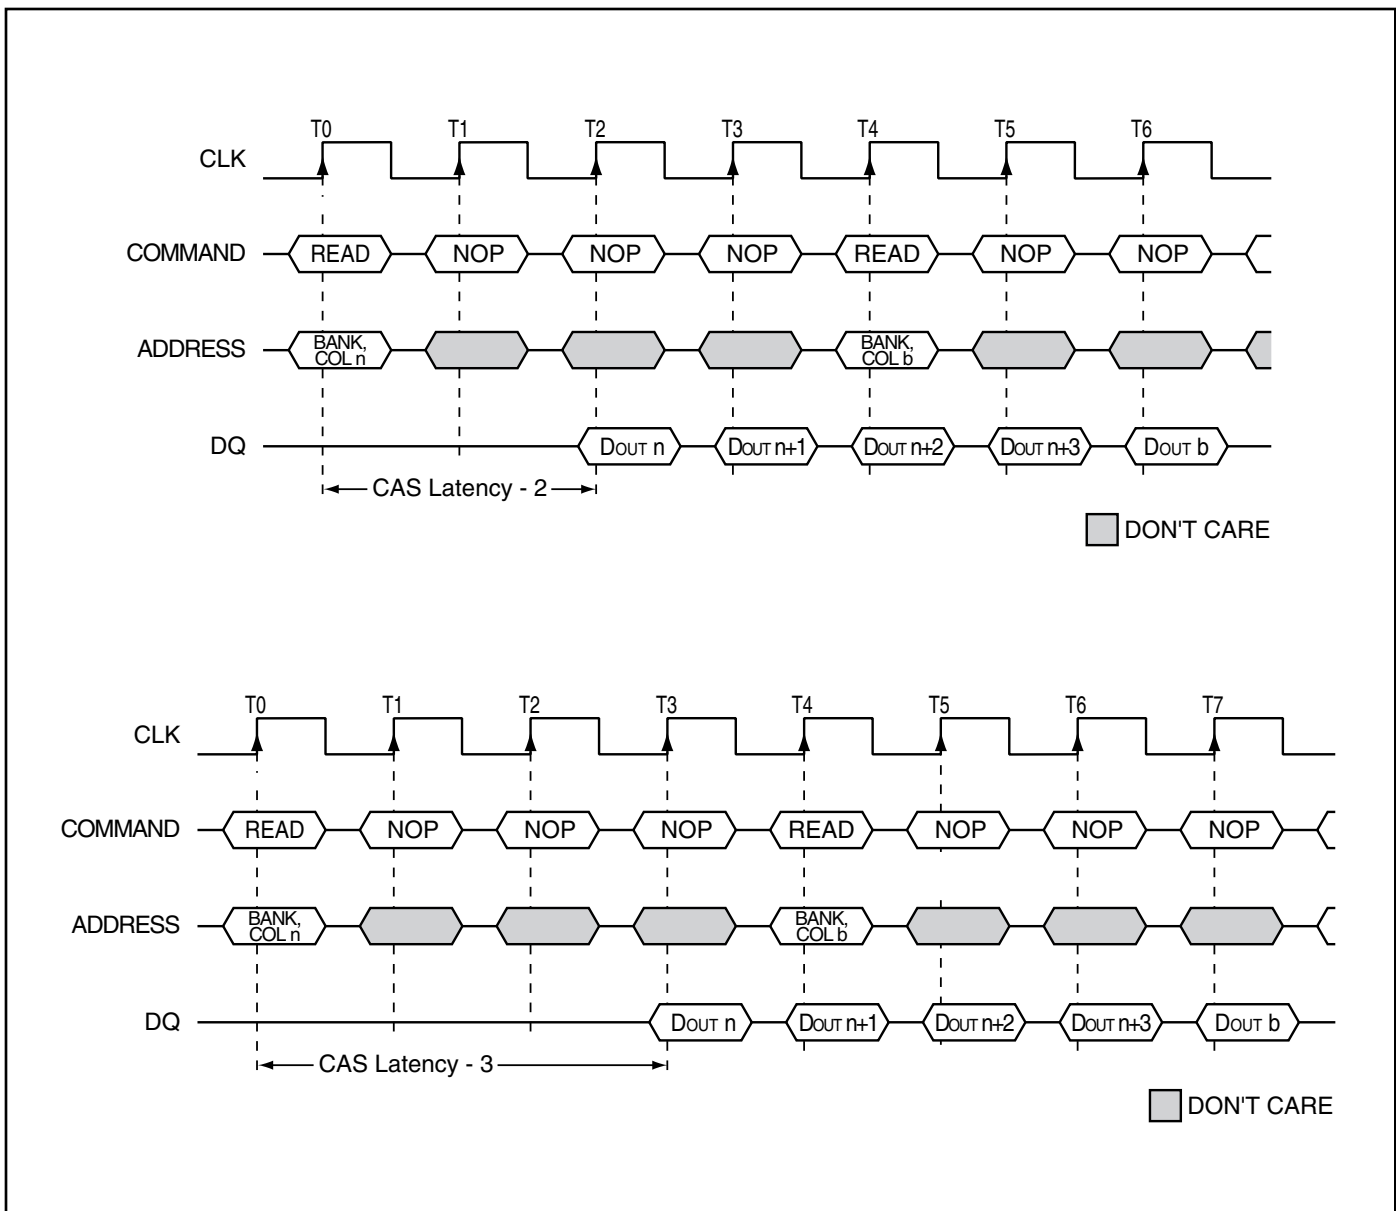 T0 T1 T2 T3 T4 T5 T6
CLK
COMMAND READ NOP NOP NOP READ NOP NOP
ADDRESS BANK, COL n BANK, COL b
DQ DOUT n DOUT n+1 DOUT n+2 DOUT n+3 DOUT b
CAS Latency - 2
DON'T CARE
T0 T1 T2 T3 T4 T5 T6 T7
CLK
COMMAND READ NOP NOP NOP READ NOP NOP NOP
ADDRESS BANK, COL n BANK, COL b
DQ DOUT n DOUT n+1 DOUT n+2 DOUT n+3 DOUT b
CAS Latency - 3
DON'T CARE